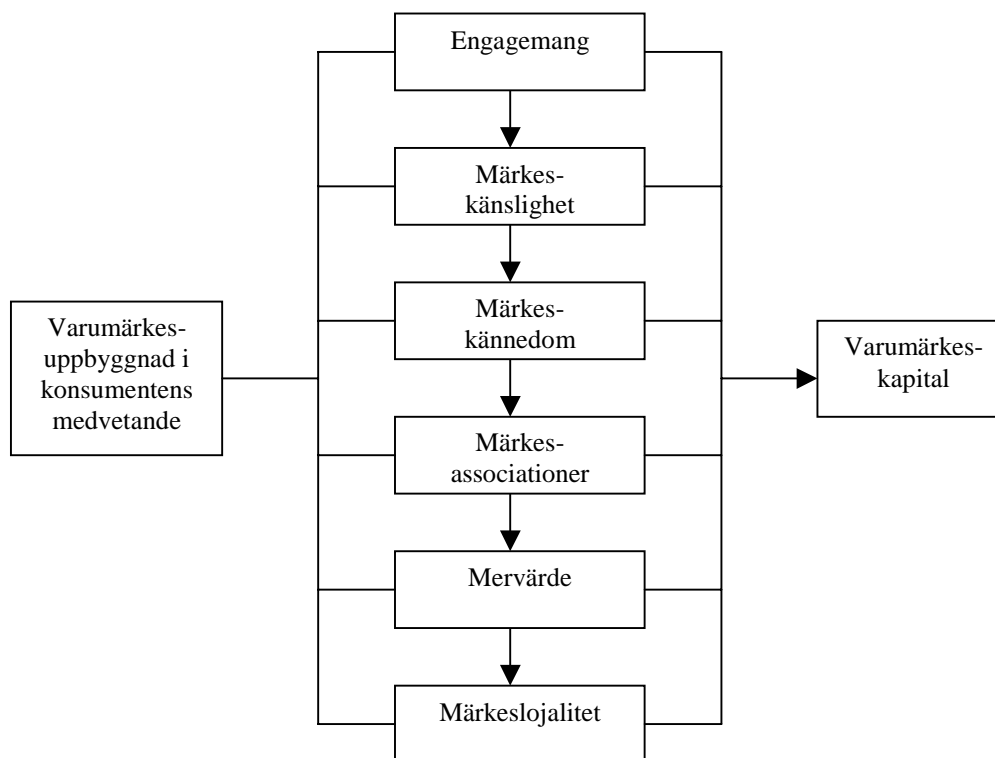 Engagemang
Märkes-
känslighet
Märkes-
kännedom
Varumärkes-
uppbyggnad i
konsumentens
medvetande
Varumärkes-
kapital
Märkes-
associationer
Mervärde
Märkeslojalitet